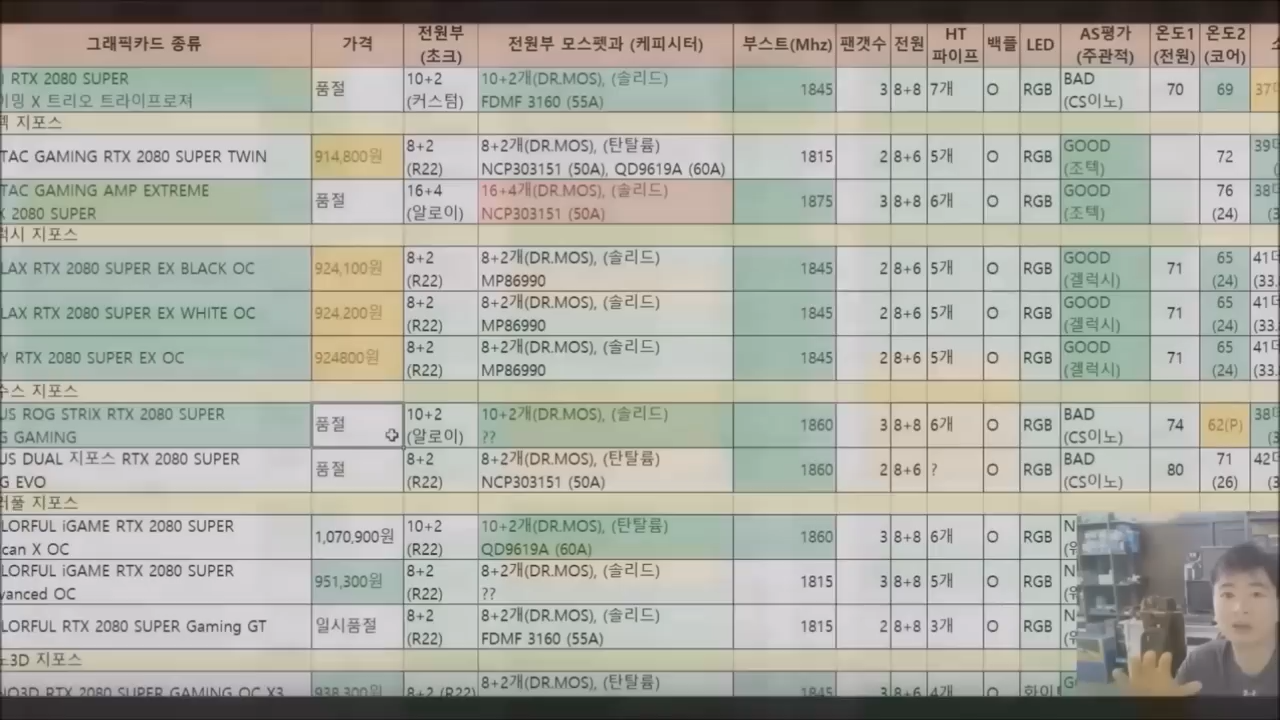 그래픽카드 종류 가격 전원부 (초크) 전원부 모스펫과 (케피시터) 부스트(Mhz) 팬갯수 전원 HT 파이프 백플 LED AS평가 (주관적) 온도1 (전원) 온도2 (코어)
RTX 2080 SUPER
X 트리오 트라이프로져 품절 10+2 (커스텀) 10+2개(DR.MOS), (솔리드) FDMF 3160 (55A) 1845 3 8+8 7개 O RGB BAD (CS이노) 70 69
지포스
TAC GAMING RTX 2080 SUPER TWIN 914,800원 8+2 (R22) 8+2개(DR.MOS), (탄탈륨) NCP303151 (50A), QD9619A (60A) 1815 2 8+6 5개 O RGB GOOD (조텍) 72
TAC GAMING AMP EXTREME
2080 SUPER 품절 16+4 (알로이) 16+4개(DR.MOS), (솔리드) NCP303151 (50A) 1875 3 8+8 6개 O RGB GOOD (조텍) 76 (24)
럭시 지포스
LAX RTX 2080 SUPER EX BLACK OC 924,100원 8+2 (R22) 8+2개(DR.MOS), (솔리드) MP86990 1845 2 8+6 5개 O RGB GOOD (갤럭시) 71 65 (24)
LAX RTX 2080 SUPER EX WHITE OC 924,200원 8+2 (R22) 8+2개(DR.MOS), (솔리드) MP86990 1845 2 8+6 5개 O RGB GOOD (갤럭시) 71 65 (24)
Y RTX 2080 SUPER EX OC 924800원 8+2 (R22) 8+2개(DR.MOS), (솔리드) MP86990 1845 2 8+6 5개 O RGB GOOD (갤럭시) 71 65 (24)
수스 지포스
US ROG STRIX RTX 2080 SUPER
GAMING 품절 10+2 (알로이) 10+2개(DR.MOS), (솔리드) ?? 1860 3 8+8 6개 O RGB BAD (CS이노) 74 62(P)
US DUAL 지포스 RTX 2080 SUPER
G EVO 품절 8+2 (R22) 8+2개(DR.MOS), (탄탈륨) NCP303151 (50A) 1860 2 8+6 ? O RGB BAD (CS이노) 80 71 (26)
러풀 지포스
LORFUL iGAME RTX 2080 SUPER
can X OC 1,070,900원 10+2 (R22) 10+2개(DR.MOS), (탄탈륨) QD9619A (60A) 1860 3 8+8 6개 O RGB
LORFUL iGAME RTX 2080 SUPER
vanced OC 951,300원 8+2 (R22) 8+2개(DR.MOS), (솔리드) ?? 1815 3 8+8 5개 O RGB
LORFUL RTX 2080 SUPER Gaming GT 일시품절 8+2 (R22) 8+2개(DR.MOS), (솔리드) FDMF 3160 (55A) 1815 2 8+8 3개 O RGB
3D 지포스
NO3D RTX 2080 SUPER GAMING OC X3 938,300원 8+2 (R22) 8+2개(DR.MOS), (탄탈륨) 1845 3 8+6 4개 O